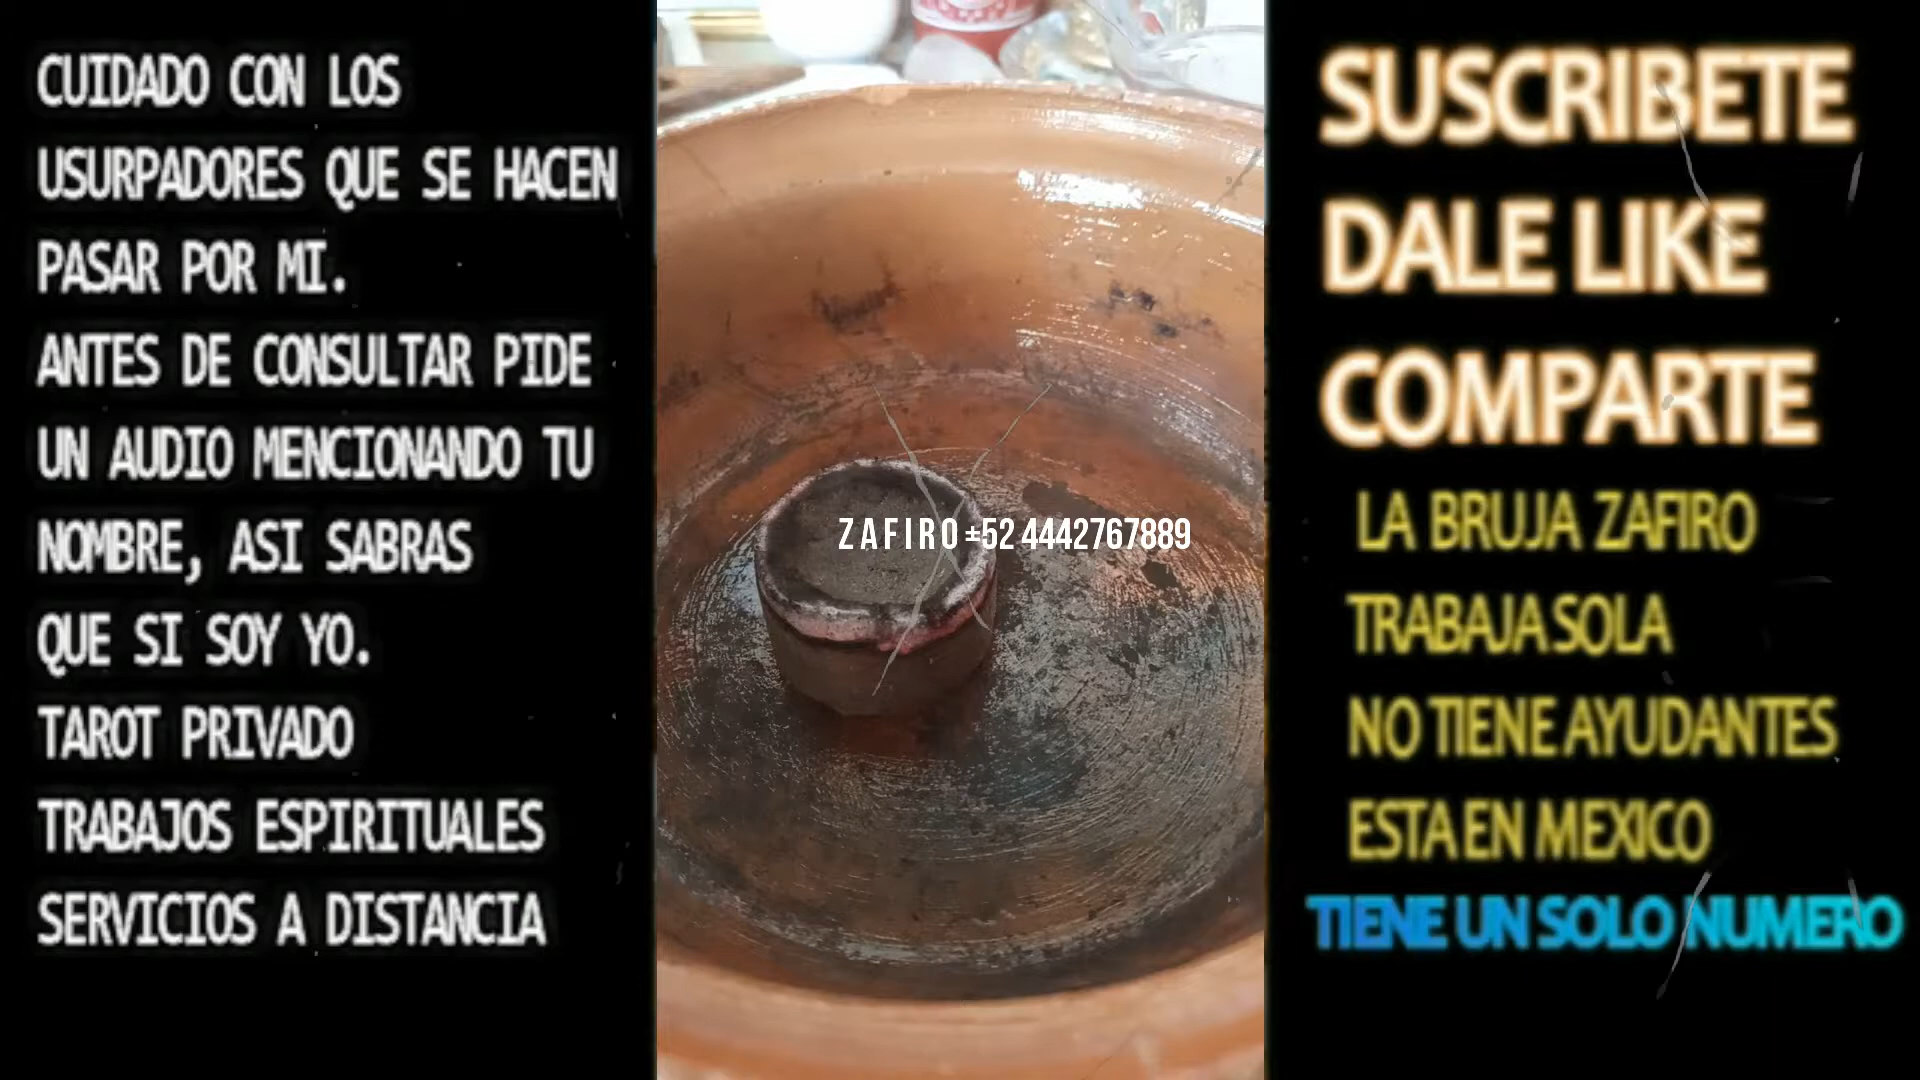 CUIDADO CON LOS
USURPADORES QUE SE HACEN
PASAR POR MI.
ANTES DE CONSULTAR PIDE
UN AUDIO MENCIONANDO TU
NOMBRE, ASI SABRAS
QUE SI SOY YO.
TAROT PRIVADO
TRABAJOS ESPIRITUALES
SERVICIOS A DISTANCIA
ZAFIRO +52 4442767889
SUSCRIBETE
DALE LIKE
COMPARTE
LA BRUJA ZAFIRO
TRABAJA SOLA
NO TIENE AYUDANTES
ESTA EN MEXICO
TIENE UN SOLO NUMERO